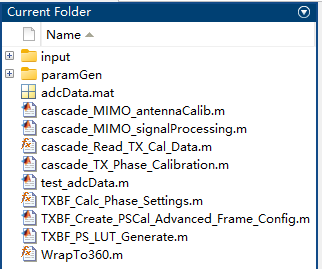 Current Folder
Name
input
paramGen
adcData.mat
cascade_MIMO_antennaCalib.m
cascade_MIMO_signalProcessing.m
cascade_Read_TX_Cal_Data.m
cascade_TX_Phase_Calibration.m
test_adcData.m
TXBF_Calc_Phase_Settings.m
TXBF_Create_PSCal_Advanced_Frame_Config.m
TXBF_PS_LUT_Generate.m
WrapTo360.m